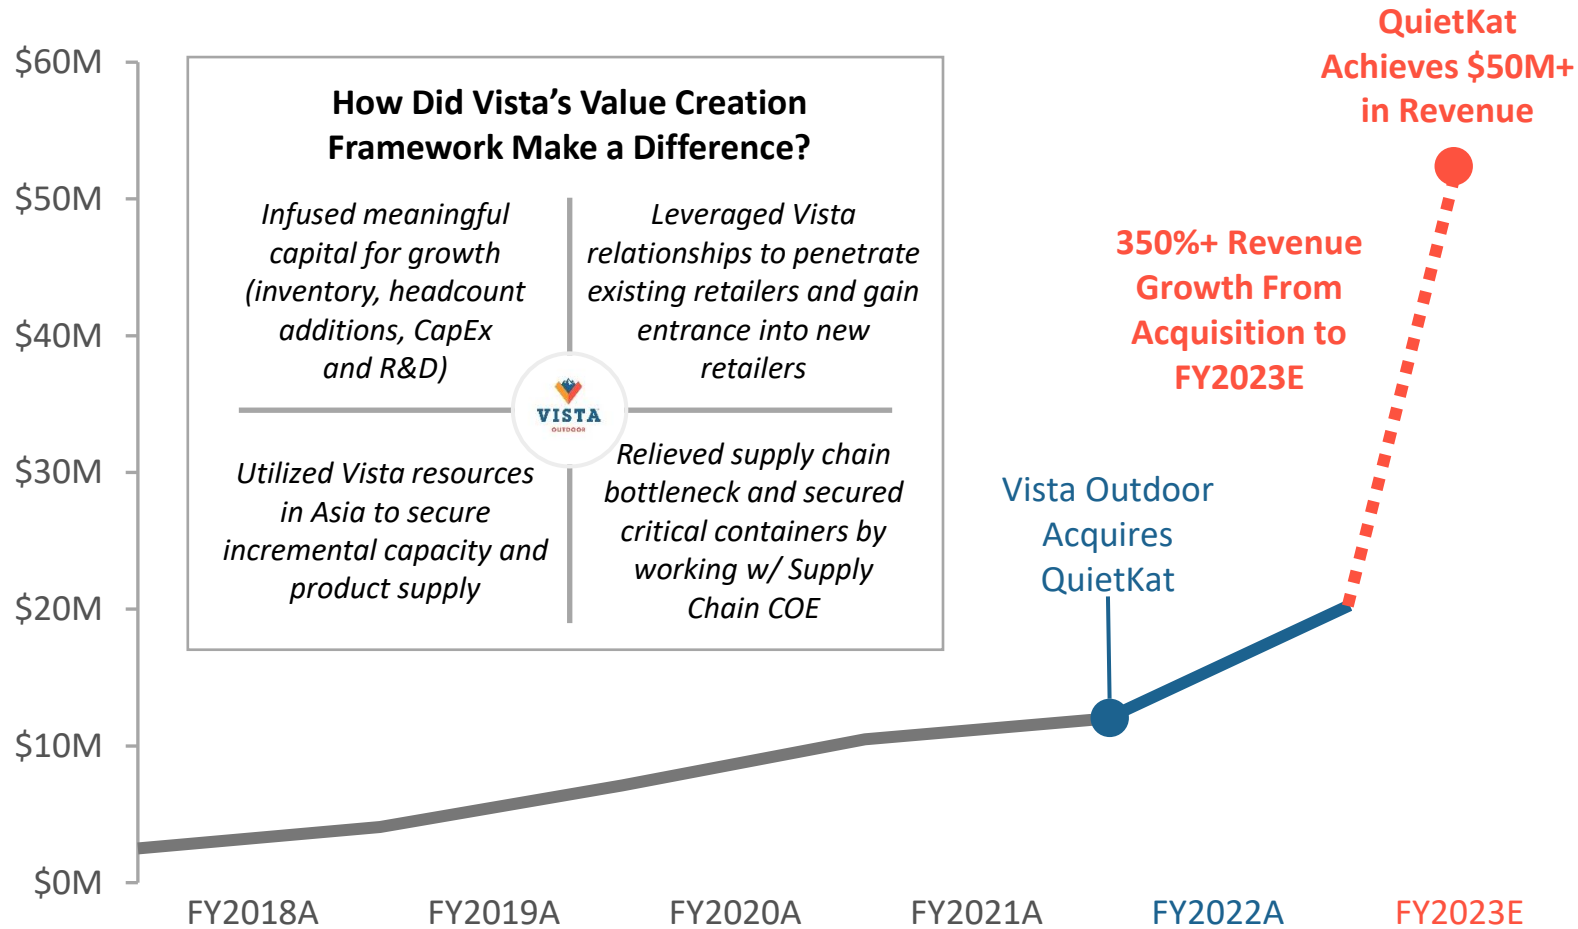 QuietKat
Achieves $50M+
in Revenue
$60M
$50M
$40M
$30M
$20M
$10M
$0M
How Did Vista’s Value Creation
Framework Make a Difference?
Infused meaningful
capital for growth
(inventory, headcount
additions, CapEx
and R&D)
Leveraged Vista
relationships to penetrate
existing retailers and gain
entrance into new
retailers
VISTA
OUTDOOR
Utilized Vista resources
in Asia to secure
incremental capacity and
product supply
Relieved supply chain
bottleneck and secured
critical containers by
working w/ Supply
Chain COE
350%+ Revenue
Growth From
Acquisition to
FY2023E
Vista Outdoor
Acquires
QuietKat
FY2018A
FY2019A
FY2020A
FY2021A
FY2022A
FY2023E